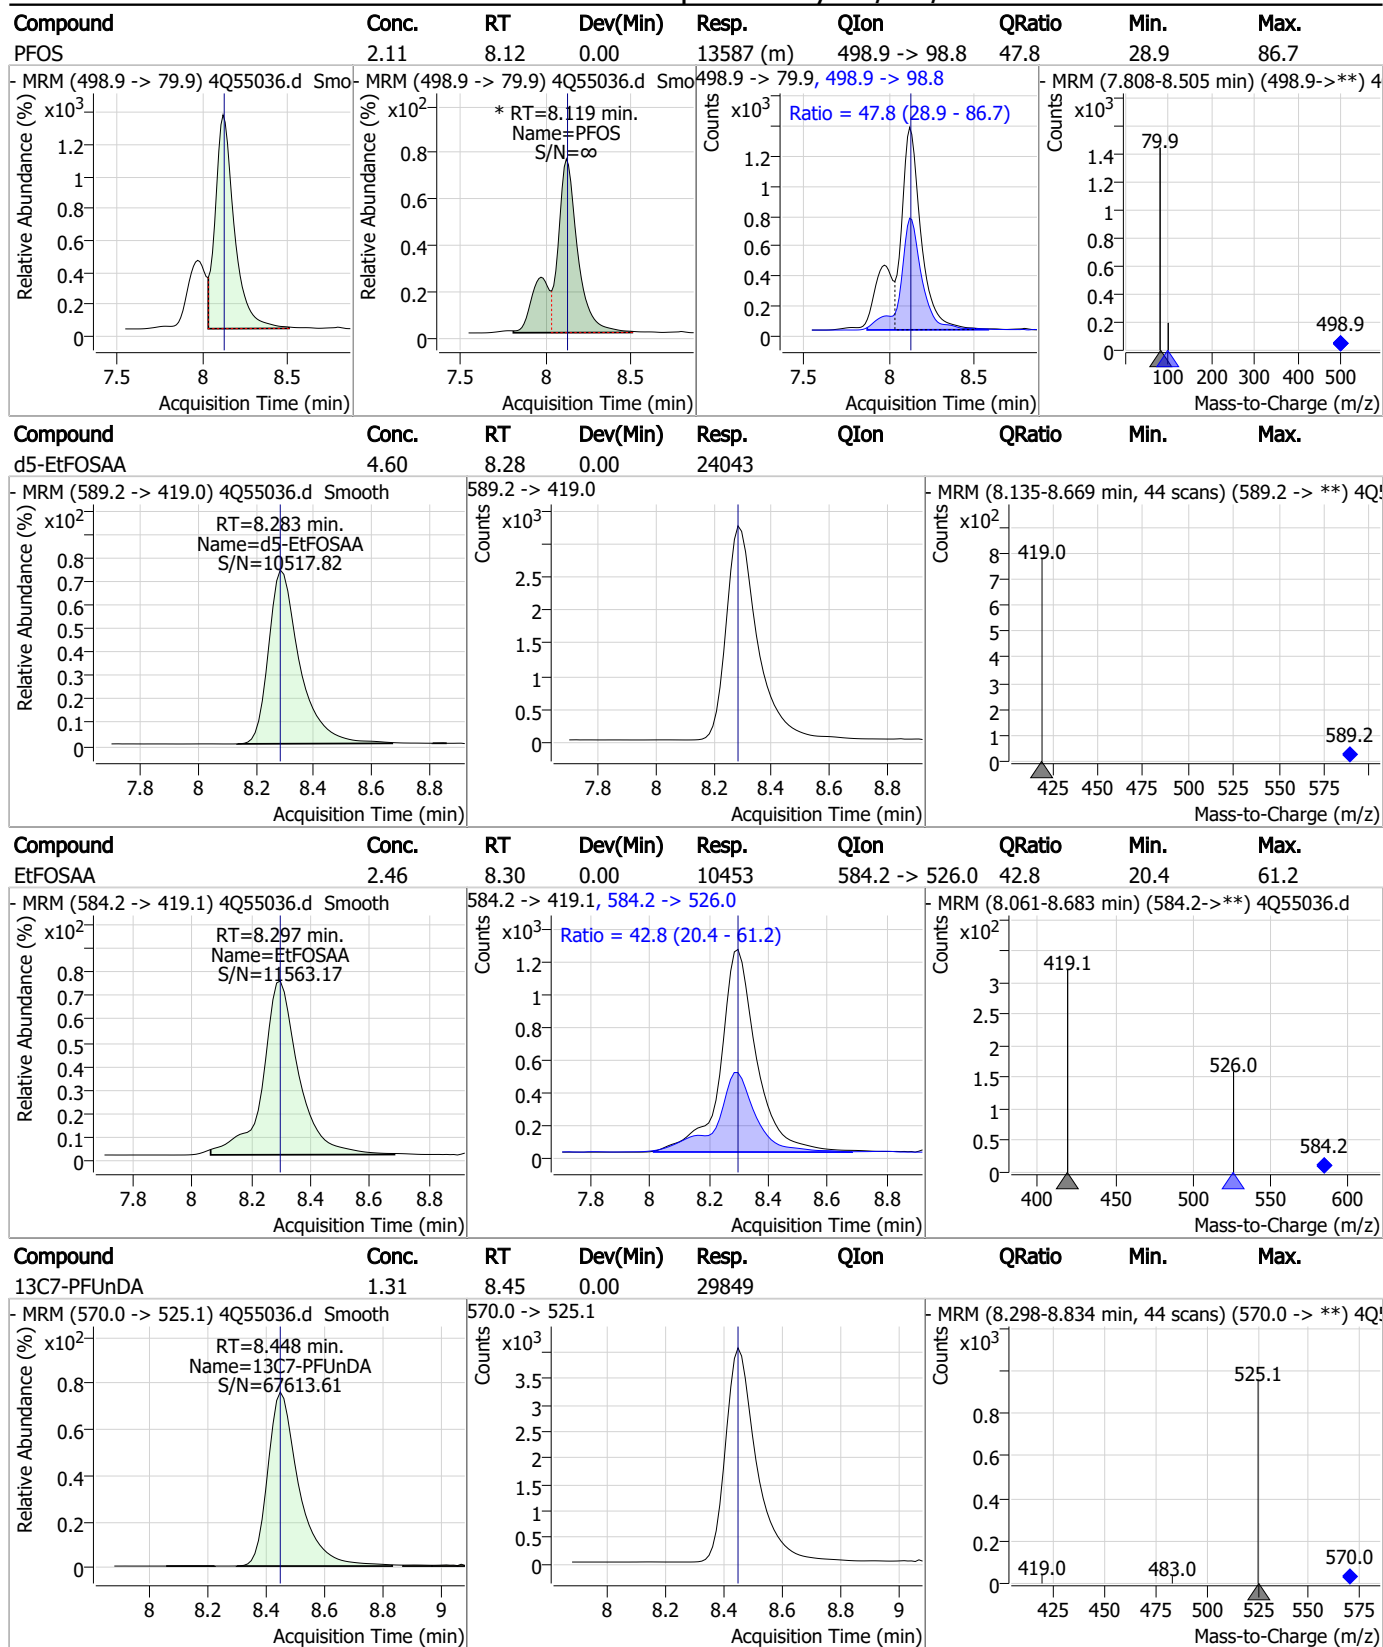 Compound Conc. RT Dev(Min) Resp. QIon QRatio Min. Max.
PFOS 2.11 8.12 0.00 13587 (m) 498.9 -> 98.8 47.8 28.9 86.7
- MRM (498.9 -> 79.9) 4Q55036.d Smo
Relative Abundance (%)
x10³
1.2
1
0.8
0.6
0.4
0.2
0
7.5 8 8.5
Acquisition Time (min)
- MRM (498.9 -> 79.9) 4Q55036.d Smo
Relative Abundance (%)
x10²
* RT=8.119 min.
Name=PFOS
S/N=∞
0.8
0.6
0.4
0.2
0
7.5 8 8.5
Acquisition Time (min)
498.9 -> 79.9, 498.9 -> 98.8
Counts
x10³
Ratio = 47.8 (28.9 - 86.7)
1.2
1
0.8
0.6
0.4
0.2
0
7.5 8 8.5
Acquisition Time (min)
- MRM (7.808-8.505 min) (498.9->**) 4
Counts
x10³
79.9
1.4
1.2
1
0.8
0.6
0.4
0.2
0
498.9
100 200 300 400 500
Mass-to-Charge (m/z)
Compound Conc. RT Dev(Min) Resp. QIon QRatio Min. Max.
d5-EtFOSAA 4.60 8.28 0.00 24043
- MRM (589.2 -> 419.0) 4Q55036.d Smooth
Relative Abundance (%)
x10²
RT=8.283 min.
Name=d5-EtFOSAA
S/N=10517.82
0.8
0.7
0.6
0.5
0.4
0.3
0.2
0.1
0
7.8 8 8.2 8.4 8.6 8.8
Acquisition Time (min)
589.2 -> 419.0
Counts
x10³
2.5
2
1.5
1
0.5
0
7.8 8 8.2 8.4 8.6 8.8
Acquisition Time (min)
- MRM (8.135-8.669 min, 44 scans) (589.2 -> **) 4Q5
Counts
x10²
419.0
8
7
6
5
4
3
2
1
0
589.2
425 450 475 500 525 550 575
Mass-to-Charge (m/z)
Compound Conc. RT Dev(Min) Resp. QIon QRatio Min. Max.
EtFOSAA 2.46 8.30 0.00 10453 584.2 -> 526.0 42.8 20.4 61.2
- MRM (584.2 -> 419.1) 4Q55036.d Smooth
Relative Abundance (%)
x10²
RT=8.297 min.
Name=EtFOSAA
S/N=11563.17
0.8
0.7
0.6
0.5
0.4
0.3
0.2
0.1
0
7.8 8 8.2 8.4 8.6 8.8
Acquisition Time (min)
584.2 -> 419.1, 584.2 -> 526.0
Counts
x10³
Ratio = 42.8 (20.4 - 61.2)
1.2
1
0.8
0.6
0.4
0.2
0
7.8 8 8.2 8.4 8.6 8.8
Acquisition Time (min)
- MRM (8.061-8.683 min) (584.2->**) 4Q55036.d
Counts
x10²
419.1
3
2.5
2
1.5
1
0.5
0
526.0
584.2
400 450 500 550 600
Mass-to-Charge (m/z)
Compound Conc. RT Dev(Min) Resp. QIon QRatio Min. Max.
13C7-PFUnDA 1.31 8.45 0.00 29849
- MRM (570.0 -> 525.1) 4Q55036.d Smooth
Relative Abundance (%)
x10²
RT=8.448 min.
Name=13C7-PFUnDA
S/N=67613.61
0.8
0.6
0.4
0.2
0
8 8.2 8.4 8.6 8.8 9
Acquisition Time (min)
570.0 -> 525.1
Counts
x10³
3.5
3
2.5
2
1.5
1
0.5
0
8 8.2 8.4 8.6 8.8 9
Acquisition Time (min)
- MRM (8.298-8.834 min, 44 scans) (570.0 -> **) 4Q5
Counts
x10³
525.1
0.8
0.6
0.4
0.2
0
419.0
483.0
570.0
425 450 475 500 525 550 575
Mass-to-Charge (m/z)